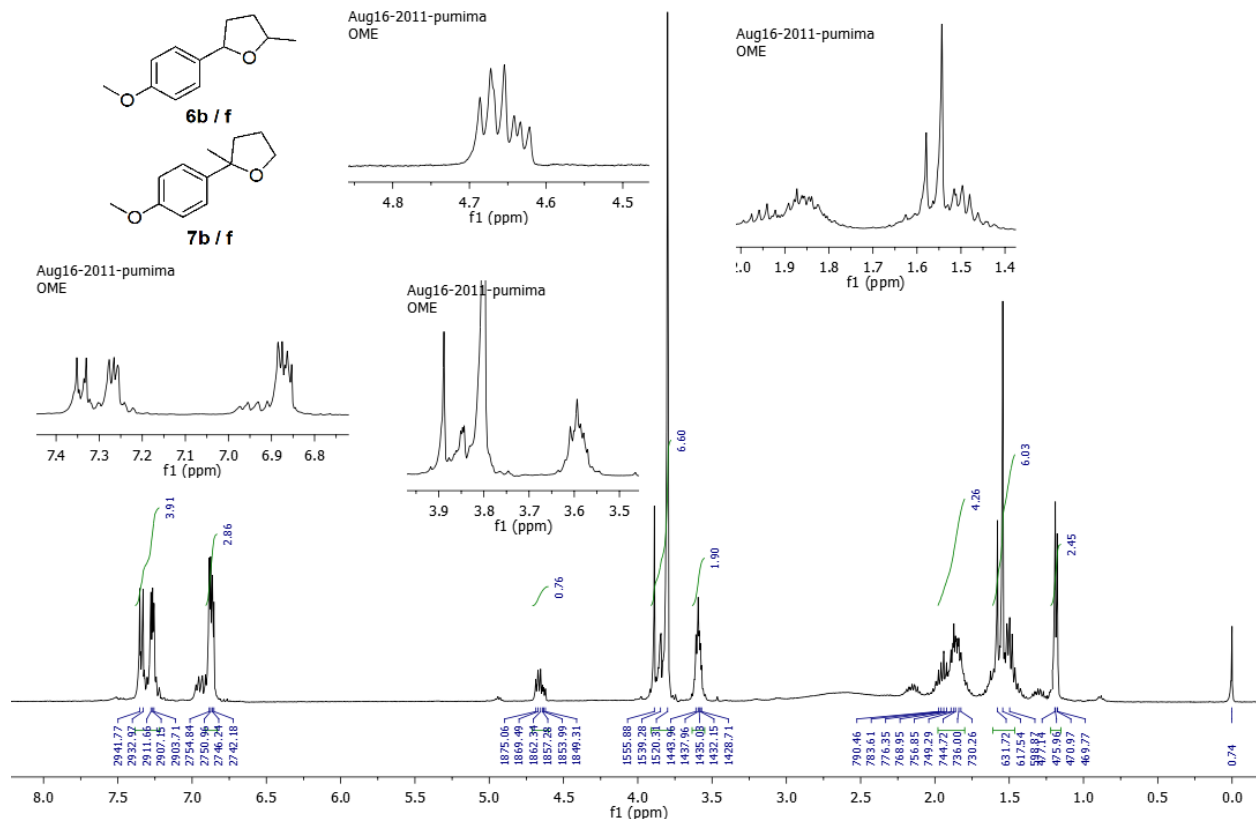 Aug16-2011-pumima
OME
O
O
6b / f
4.8 4.7 4.6 4.5
f1 (ppm)
Aug16-2011-pumima
OME
2.0 1.9 1.8 1.7 1.6 1.5 1.4
f1 (ppm)
O
O
7b / f
Aug16-2011-pumima
OME
7.4 7.3 7.2 7.1 7.0 6.9 6.8
f1 (ppm)
Aug16-2011-pumima
OME
3.9 3.8 3.7 3.6 3.5
f1 (ppm)
3.91
2.86
0.76
6.60
1.90
4.26
6.03
2.45
2941.77
2932.97
2911.66
2907.15
2903.71
2754.84
2750.96
2746.24
2742.18
1875.06
1869.49
1862.34
1857.28
1853.99
1849.31
1555.88
1539.28
1520.31
1443.96
1437.96
1435.03
1432.15
1428.71
790.46
783.61
776.35
768.95
756.85
749.29
744.72
736.00
730.26
631.72
617.54
598.87
477.14
475.96
470.97
469.77
0.74
8.0 7.5 7.0 6.5 6.0 5.5 5.0 4.5 4.0 3.5 3.0 2.5 2.0 1.5 1.0 0.5 0.0
f1 (ppm)